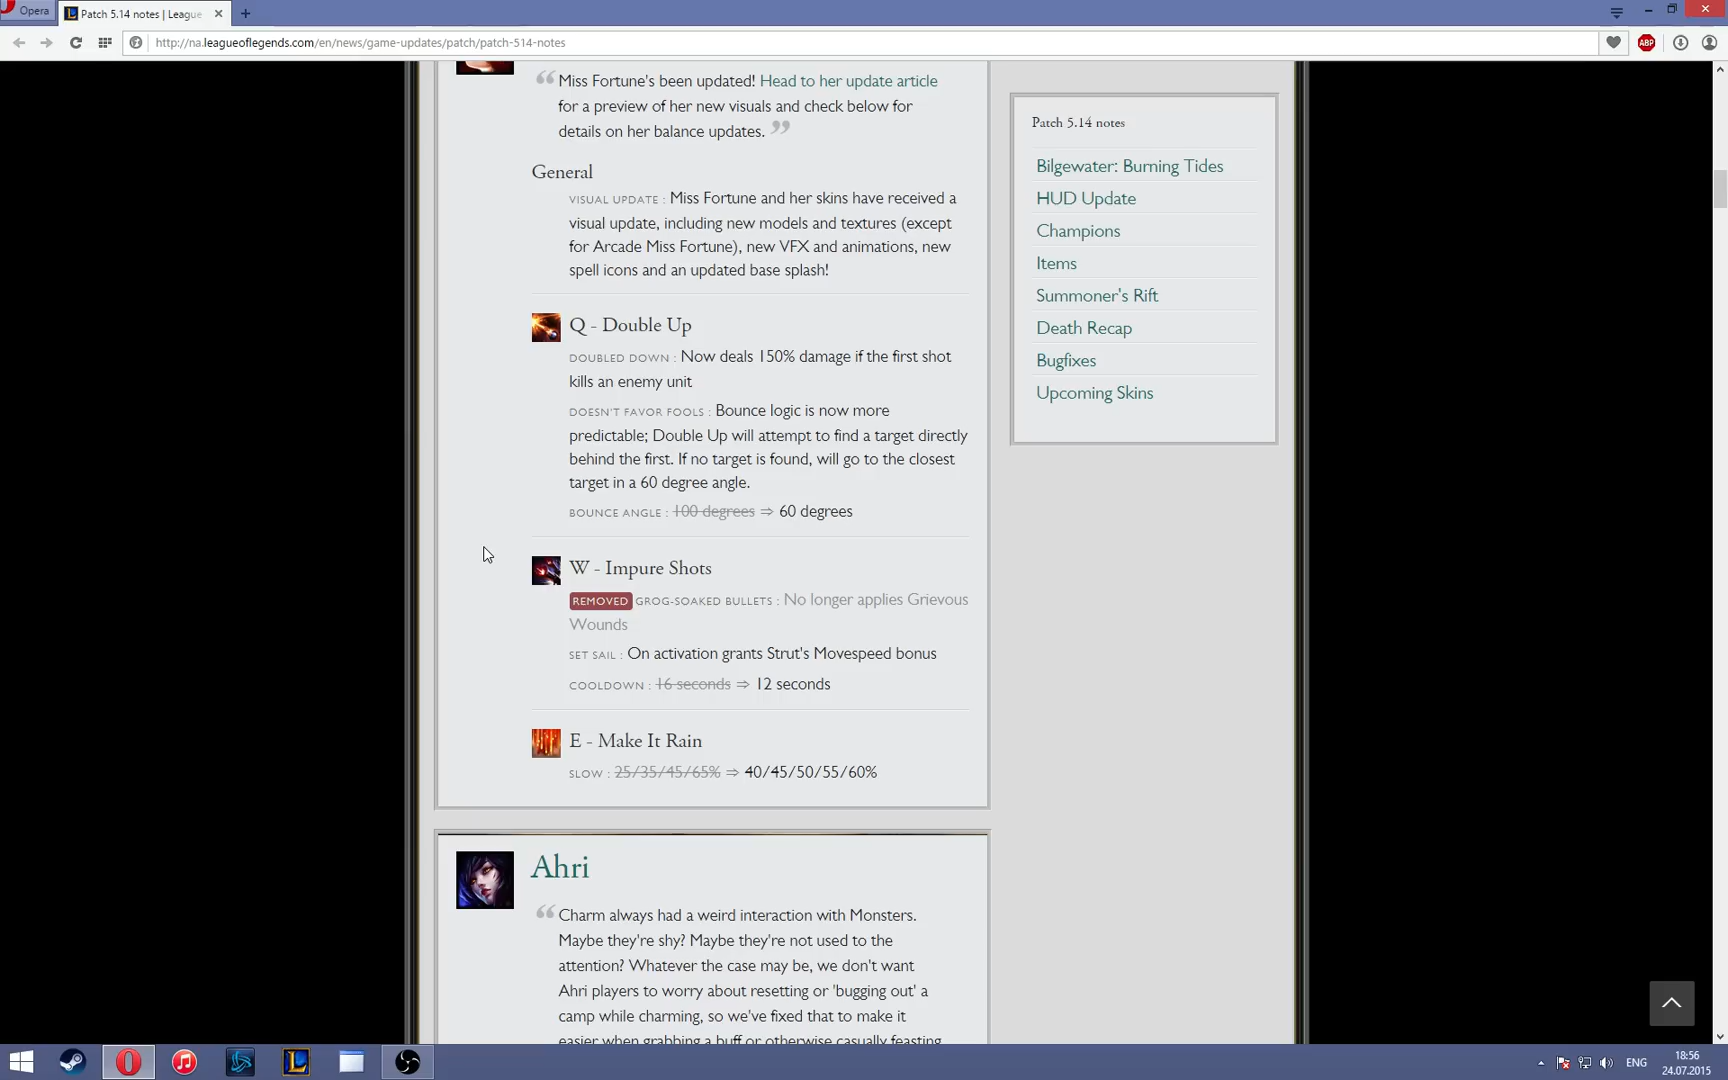 Opera
Patch 5.14 notes | League
http://na.leagueoflegends.com/en/news/game-updates/patch/patch-514-notes
ABP
Miss Fortune's been updated! Head to her update article
for a preview of her new visuals and check below for
details on her balance updates.
General
VISUAL UPDATE : Miss Fortune and her skins have received a
visual update, including new models and textures (except
for Arcade Miss Fortune), new VFX and animations, new
spell icons and an updated base splash!
Q - Double Up
DOUBLED DOWN : Now deals 150% damage if the first shot
kills an enemy unit
DOESN'T FAVOR FOOLS : Bounce logic is now more
predictable; Double Up will attempt to find a target directly
behind the first. If no target is found, will go to the closest
target in a 60 degree angle.
BOUNCE ANGLE : 100 degrees ⇒ 60 degrees
W - Impure Shots
REMOVED GROG-SOAKED BULLETS : No longer applies Grievous
Wounds
SET SAIL : On activation grants Strut's Movespeed bonus
COOLDOWN : 16 seconds ⇒ 12 seconds
E - Make It Rain
SLOW : 25/35/45/65% ⇒ 40/45/50/55/60%
Ahri
Charm always had a weird interaction with Monsters.
Maybe they're shy? Maybe they're not used to the
attention? Whatever the case may be, we don't want
Ahri players to worry about resetting or 'bugging out' a
camp while charming, so we've fixed that to make it
easier when grabbing a buff or otherwise casually feasting
Patch 5.14 notes
Bilgewater: Burning Tides
HUD Update
Champions
Items
Summoner's Rift
Death Recap
Bugfixes
Upcoming Skins
ENG
18:56
24.07.2015